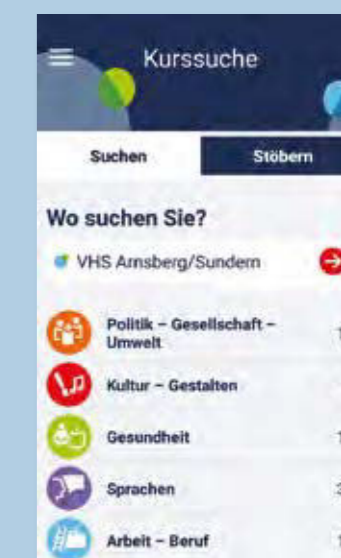 Kurssuche
Suchen
Stöbern
Wo suchen Sie?
VHS Arnsberg/Sundern
Politik – Gesellschaft –
Umwelt
Kultur – Gestalten
Gesundheit
Sprachen
Arbeit – Beruf